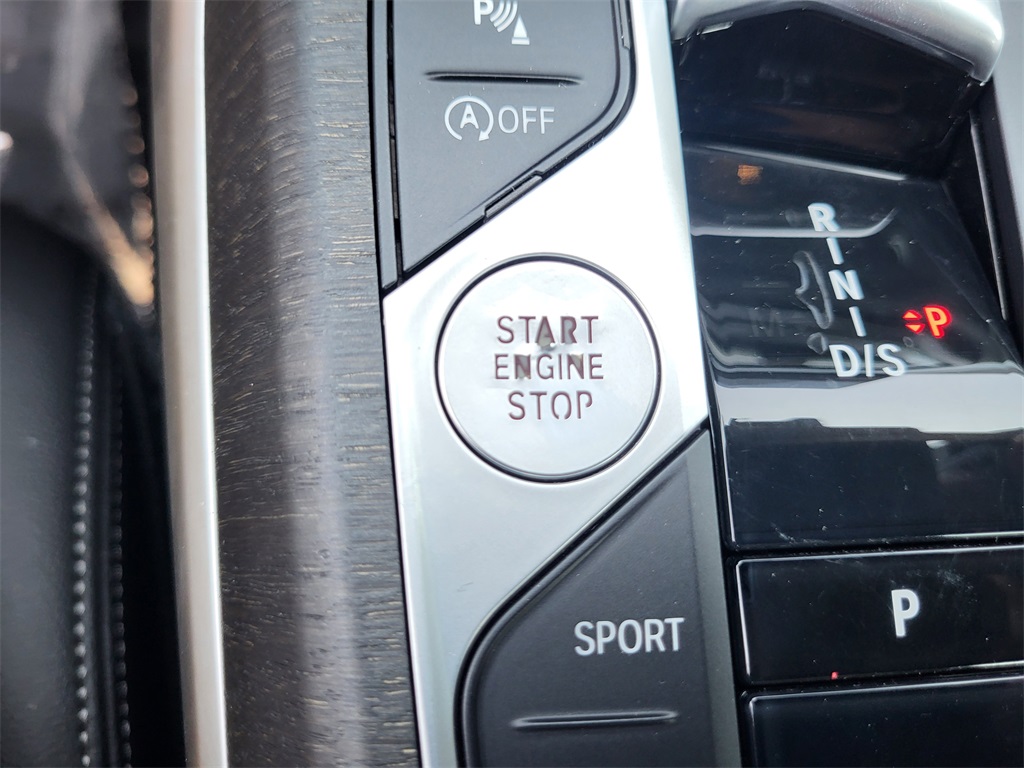 P
A OFF
START
ENGINE
STOP
R
N
D/S
P
SPORT
P